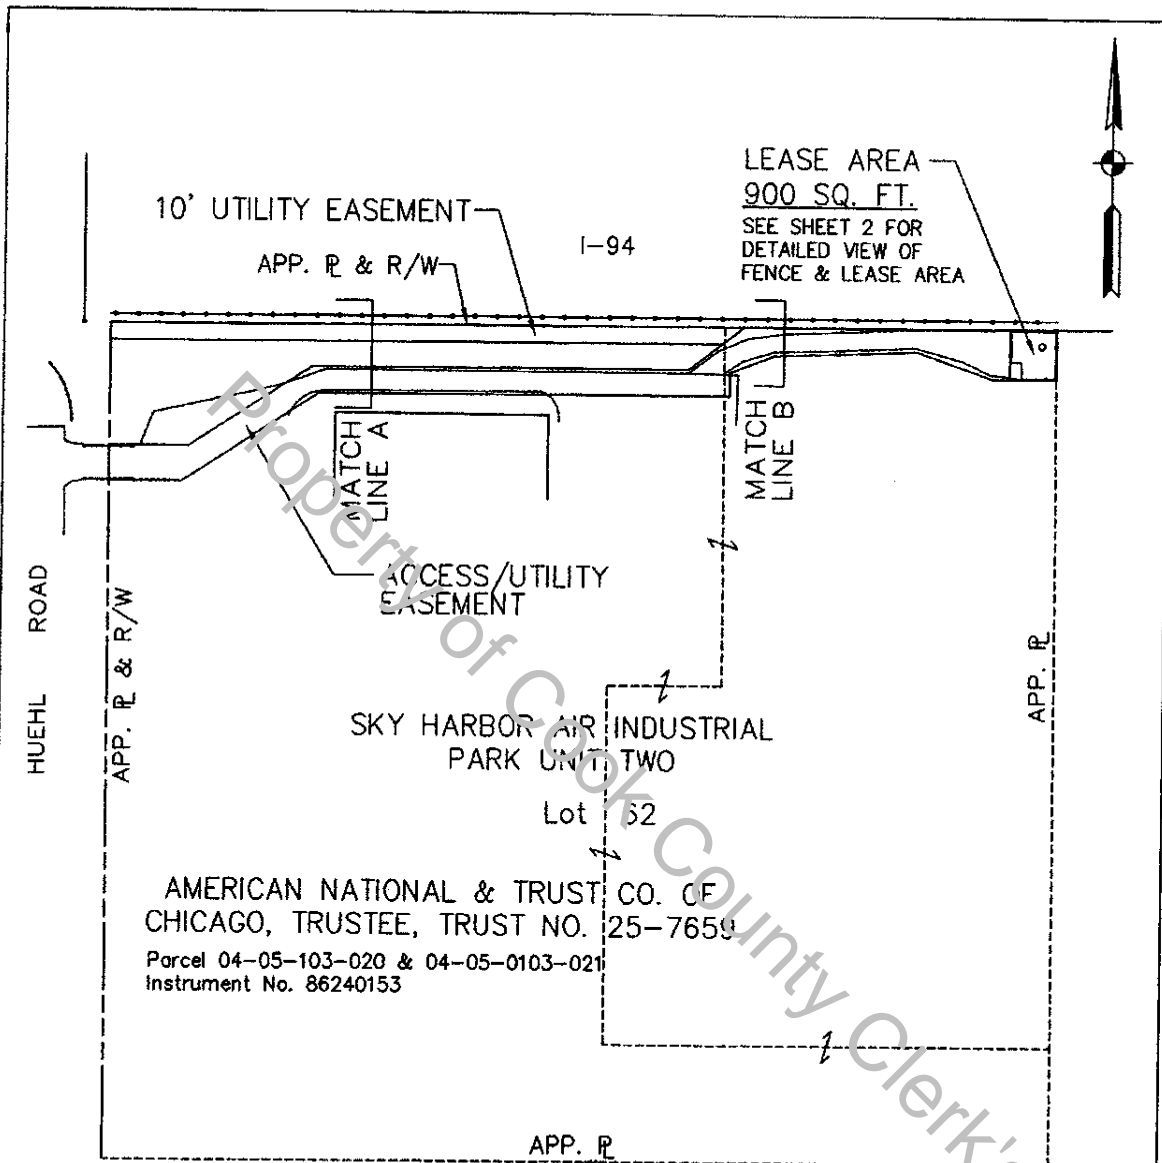 LEASE AREA
900 SQ. FT.
SEE SHEET 2 FOR
DETAILED VIEW OF
FENCE & LEASE AREA
10' UTILITY EASEMENT
I-94
APP. ⅊ & R/W
MATCH
LINE A
MATCH
LINE B
ACCESS/UTILITY
EASEMENT
HUEHL ROAD
APP. ⅊ & R/W
APP. ⅊
SKY HARBOR AIR INDUSTRIAL
PARK UNIT TWO
Lot
AMERICAN NATIONAL & TRUST CO. OF
CHICAGO, TRUSTEE, TRUST NO. 25-7659
Parcel 04-05-103-020 & 04-05-0103-021
Instrument No. 86240153
APP. ⅊
Property of Cook County Clerk's